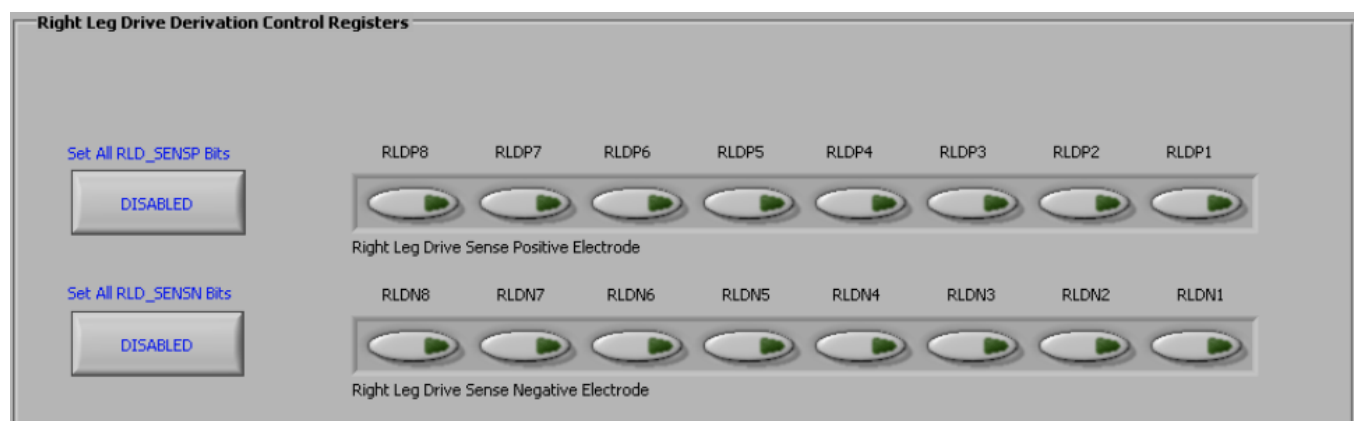 Right Leg Drive Derivation Control Registers
Set All RLD_SENSP Bits
RLDP8 RLDP7 RLDP6 RLDP5 RLDP4 RLDP3 RLDP2 RLDP1
DISABLED
Right Leg Drive Sense Positive Electrode
Set All RLD_SENSN Bits
RLDN8 RLDN7 RLDN6 RLDN5 RLDN4 RLDN3 RLDN2 RLDN1
DISABLED
Right Leg Drive Sense Negative Electrode